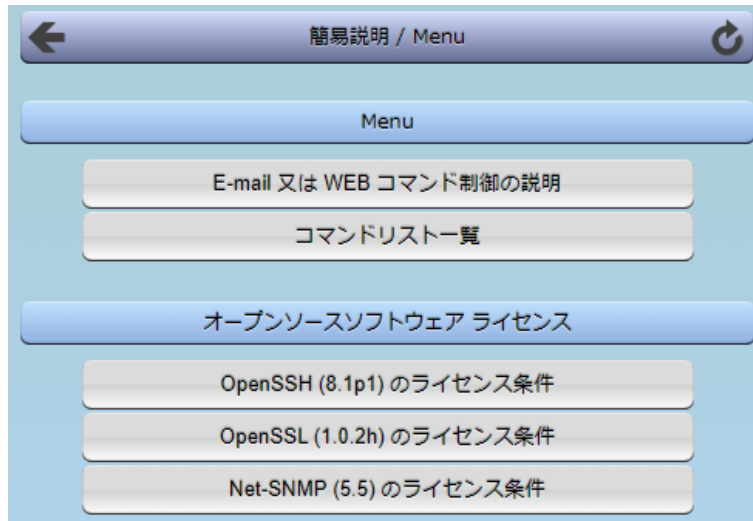 簡易説明 / Menu
Menu
E-mail 又は WEB コマンド制御の説明
コマンドリスト一覧
オープンソースソフトウェア ライセンス
OpenSSH (8.1p1) のライセンス条件
OpenSSL (1.0.2h) のライセンス条件
Net-SNMP (5.5) のライセンス条件